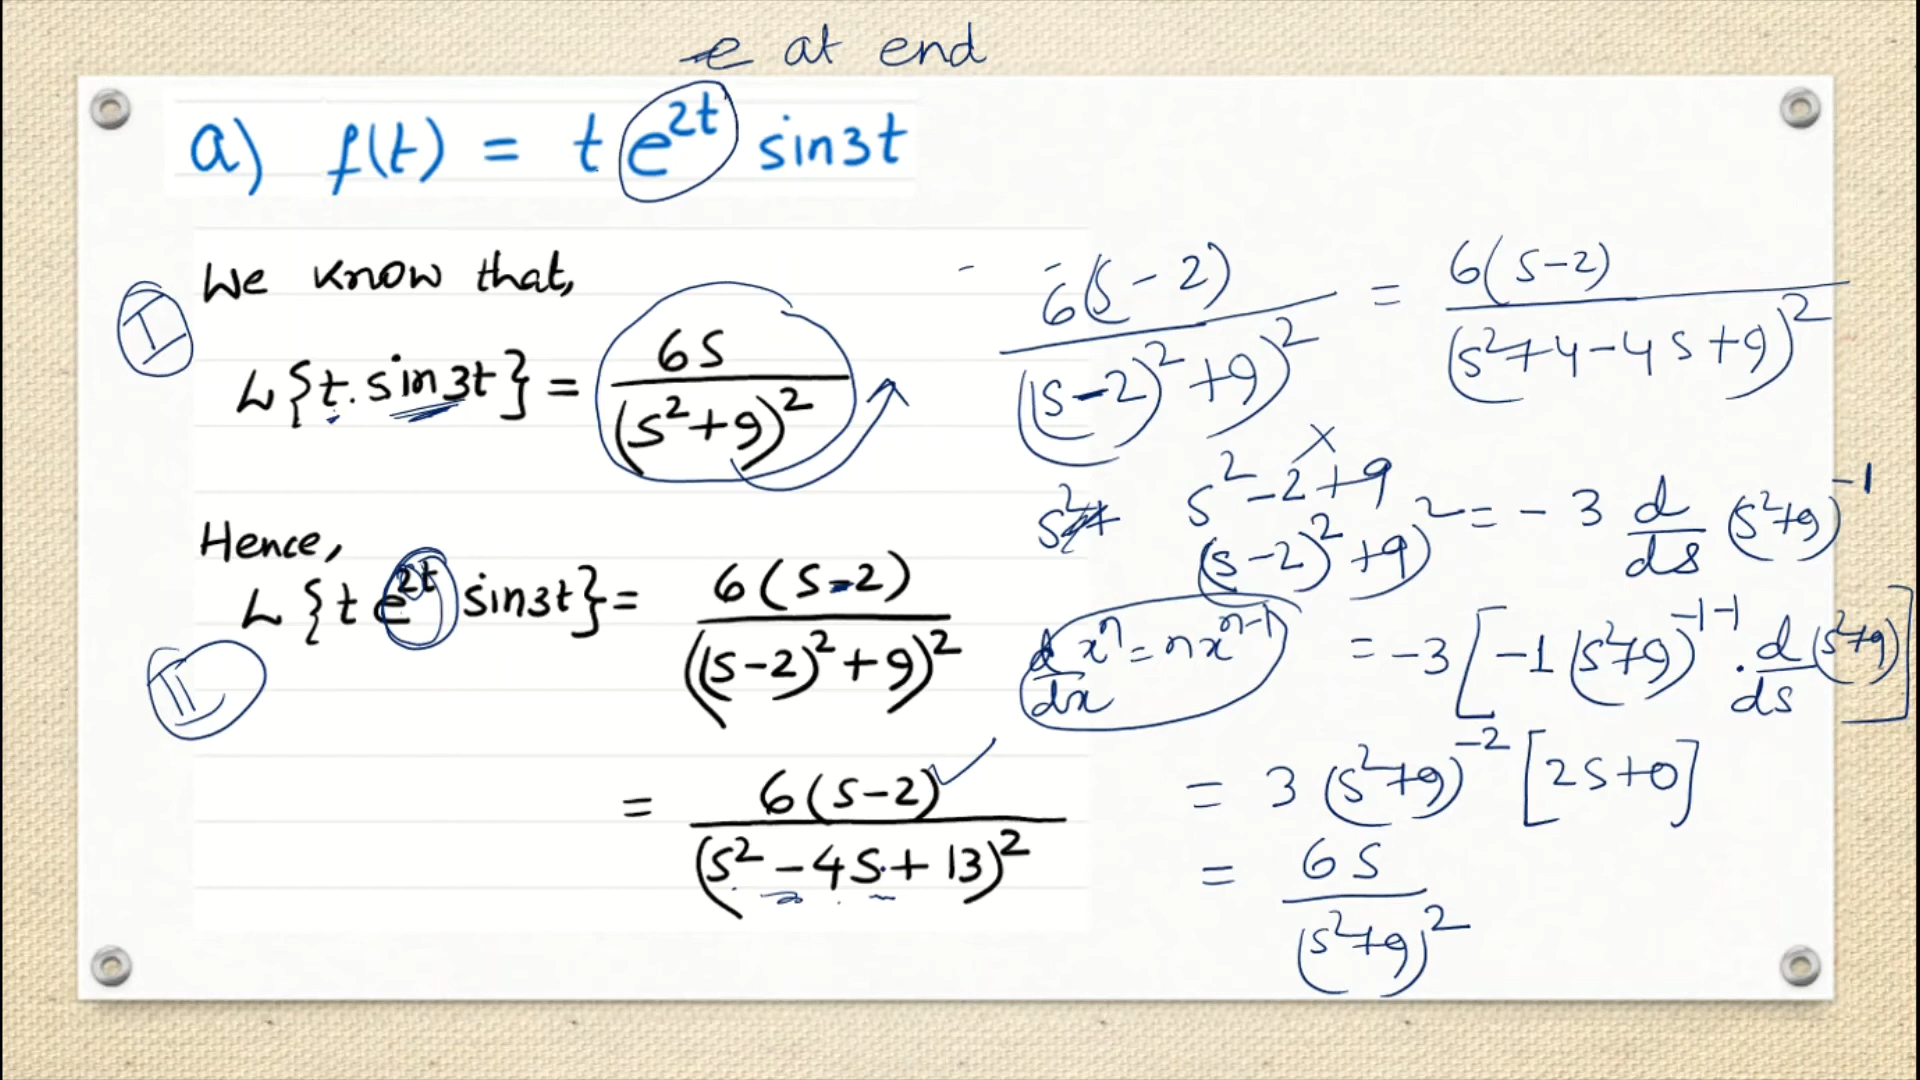 e at end
a) f(t) = t e^{2t} sin3t
We know that,
I
L{t. sin3t} = 6s / (s²+9)²
Hence,
L{t e^{2t} sin3t} = 6(s-2) / ((s-2)²+9)²
II
= 6(s-2) / (s²-4s+13)²
6(s-2) / ((s-2)²+9)² = 6(s-2) / (s²+4-4s+9)²
x
s²-2+9
s²+
(s-2)²+9)² = -3 d/ds (s²+9)^{-1}
d/dx xⁿ = nx^{n-1}
= -3[-1(s²+9)^{-1-1} . d/ds (s²+9)]
= 3(s²+9)^{-2} [2s+0]
= 6s / (s²+9)²